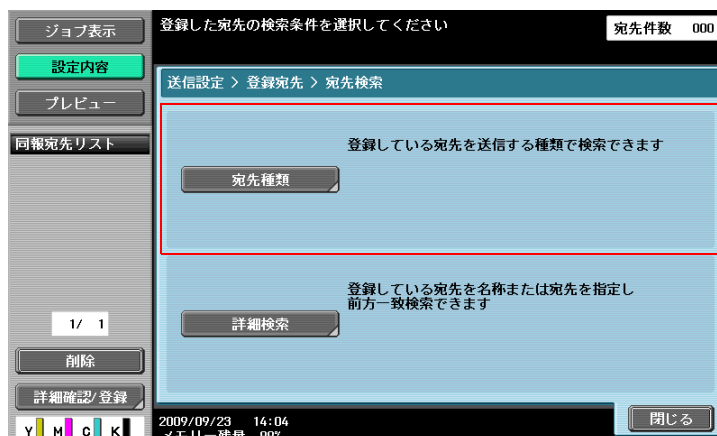 ジョブ表示
登録した宛先の検索条件を選択してください
宛先件数 000
設定内容
送信設定 > 登録宛先 > 宛先検索
プレビュー
同報宛先リスト
登録している宛先を送信する種類で検索できます
宛先種類
登録している宛先を名称または宛先を指定し
前方一致検索できます
詳細検索
1/ 1
削除
詳細確認/登録
閉じる
2009/09/23 14:04
Y M C K
メモリー残量 99%